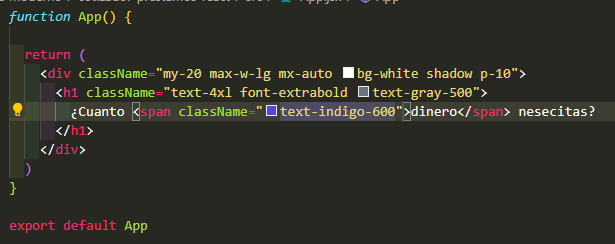 function App() {
return (
<div className="my-20 max-w-lg mx-auto bg-white shadow p-10">
<h1 className="text-4xl font-extrabold text-gray-500">
¿Cuanto <span className="text-indigo-600">dinero</span> nesecitas?
</h1>
</div>
)
}
export default App